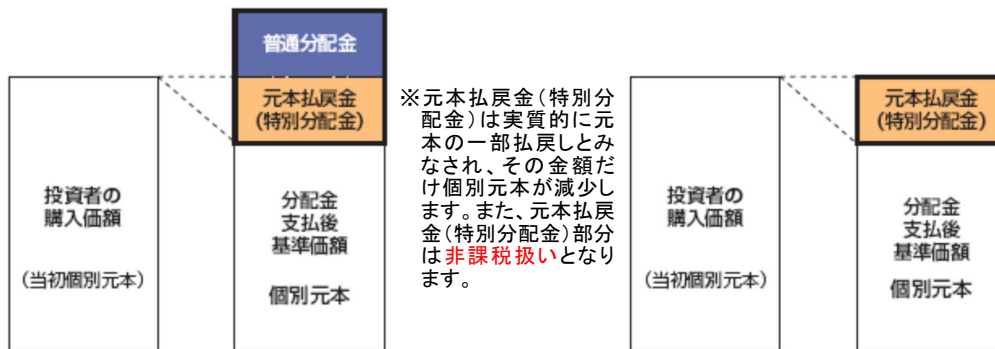 普通分配金
元本払戻金
(特別分配金)
投資者の
購入価額
(当初個別元本)
分配金
支払後
基準価額
個別元本
※元本払戻金(特別分
配金)は実質的に元
本の一部払戻しとみ
なされ、その金額だ
け個別元本が減少し
ます。また、元本払戻
金(特別分配金)部分
は非課税扱いとなり
ます。
投資者の
購入価額
(当初個別元本)
元本払戻金
(特別分配金)
分配金
支払後
基準価額
個別元本